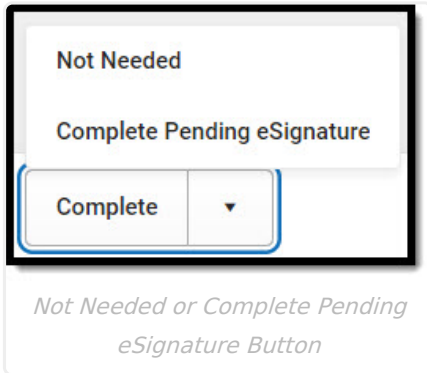 Not Needed
Complete Pending eSignature
Complete
Not Needed or Complete Pending
eSignature Button